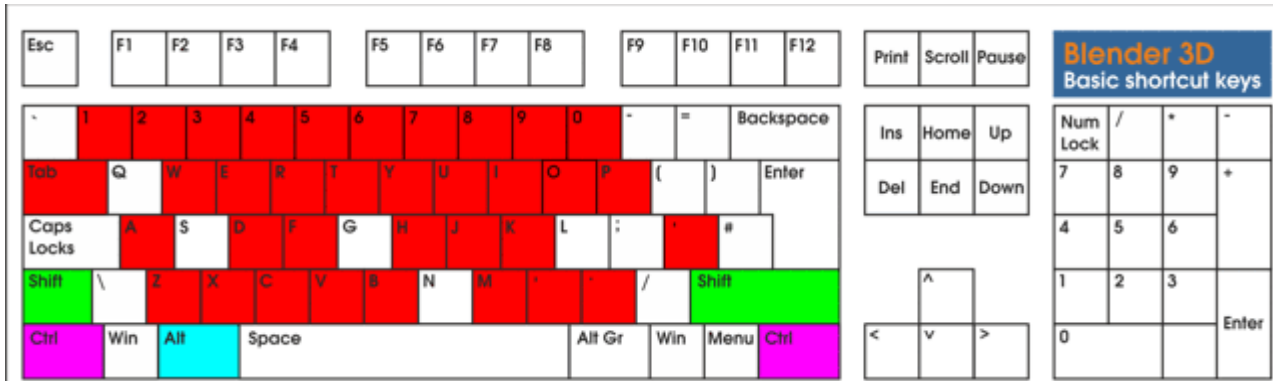 Esc F1 F2 F3 F4 F5 F6 F7 F8 F9 F10 F11 F12 Print Scroll Pause
Blender 3D
Basic shortcut keys
` 1 2 3 4 5 6 7 8 9 0 - = Backspace Ins Home Up Num Lock / * -
Tab Q W E R T Y U I O P ( ) Enter Del End Down 7 8 9 +
Caps Locks A S D F G H J K L ; ' # 4 5 6
Shift \ Z X C V B N M / Shift ^ 1 2 3 Enter
Ctrl Win Alt Space Alt Gr Win Menu Ctrl < v > 0